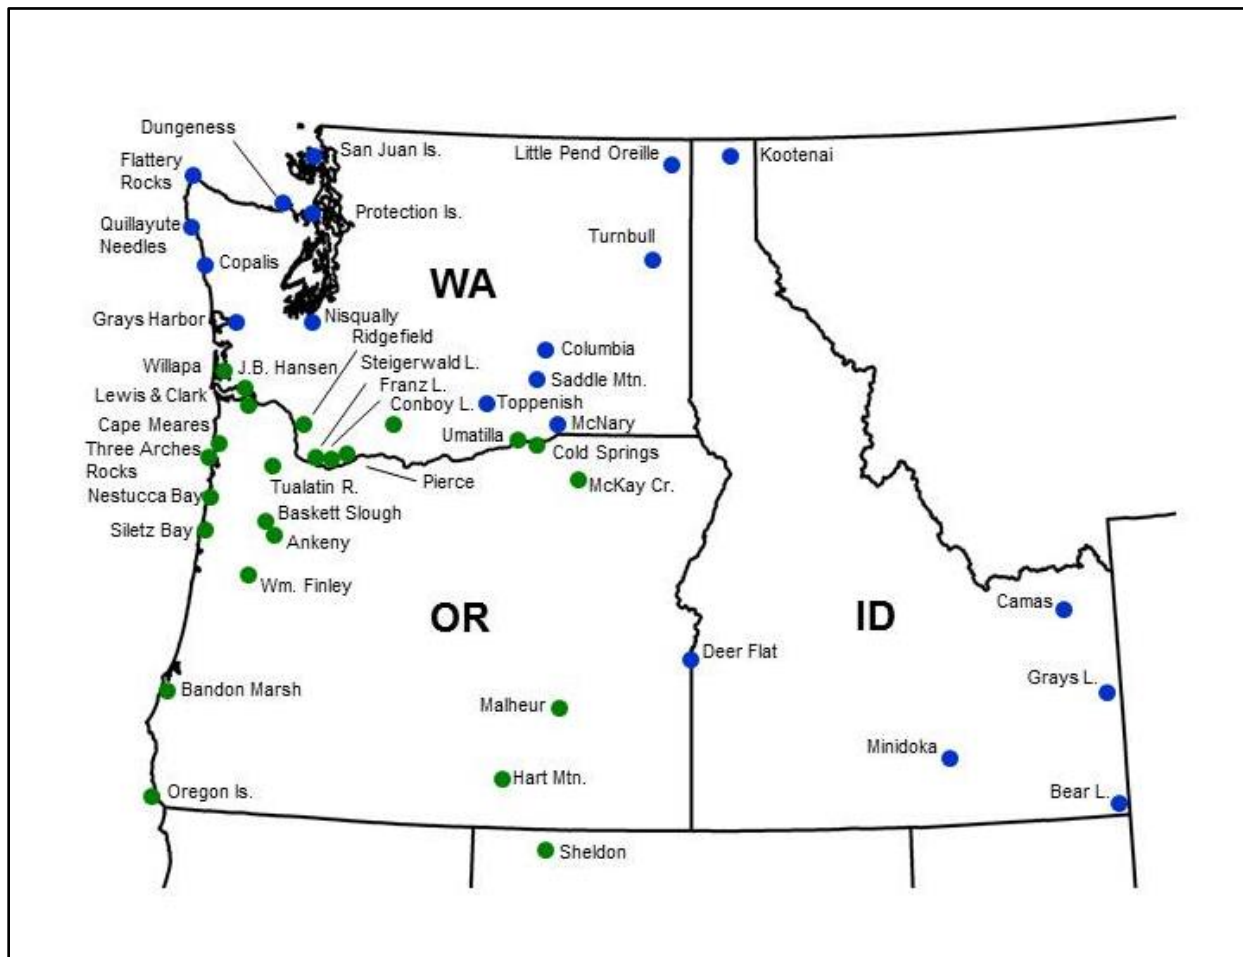 Dungeness
San Juan Is.
Little Pend Oreille
Kootenai
Flattery
Rocks
Protection Is.
Quillayute
Needles
Turnbull
Copalis
WA
Grays Harbor
Nisqually
Ridgefield
Columbia
Willapa
J.B. Hansen
Steigerwald L.
Saddle Mtn.
Franz L.
Lewis & Clark
Conboy L.
Toppenish
Cape Meares
McNary
Umatilla
Three Arches
Rocks
Cold Springs
Tualatin R.
Pierce
McKay Cr.
Nestucca Bay
Baskett Slough
Siletz Bay
Ankeny
Wm. Finley
OR
ID
Camas
Deer Flat
Grays L.
Bandon Marsh
Malheur
Minidoka
Hart Mtn.
Oregon Is.
Bear L.
Sheldon